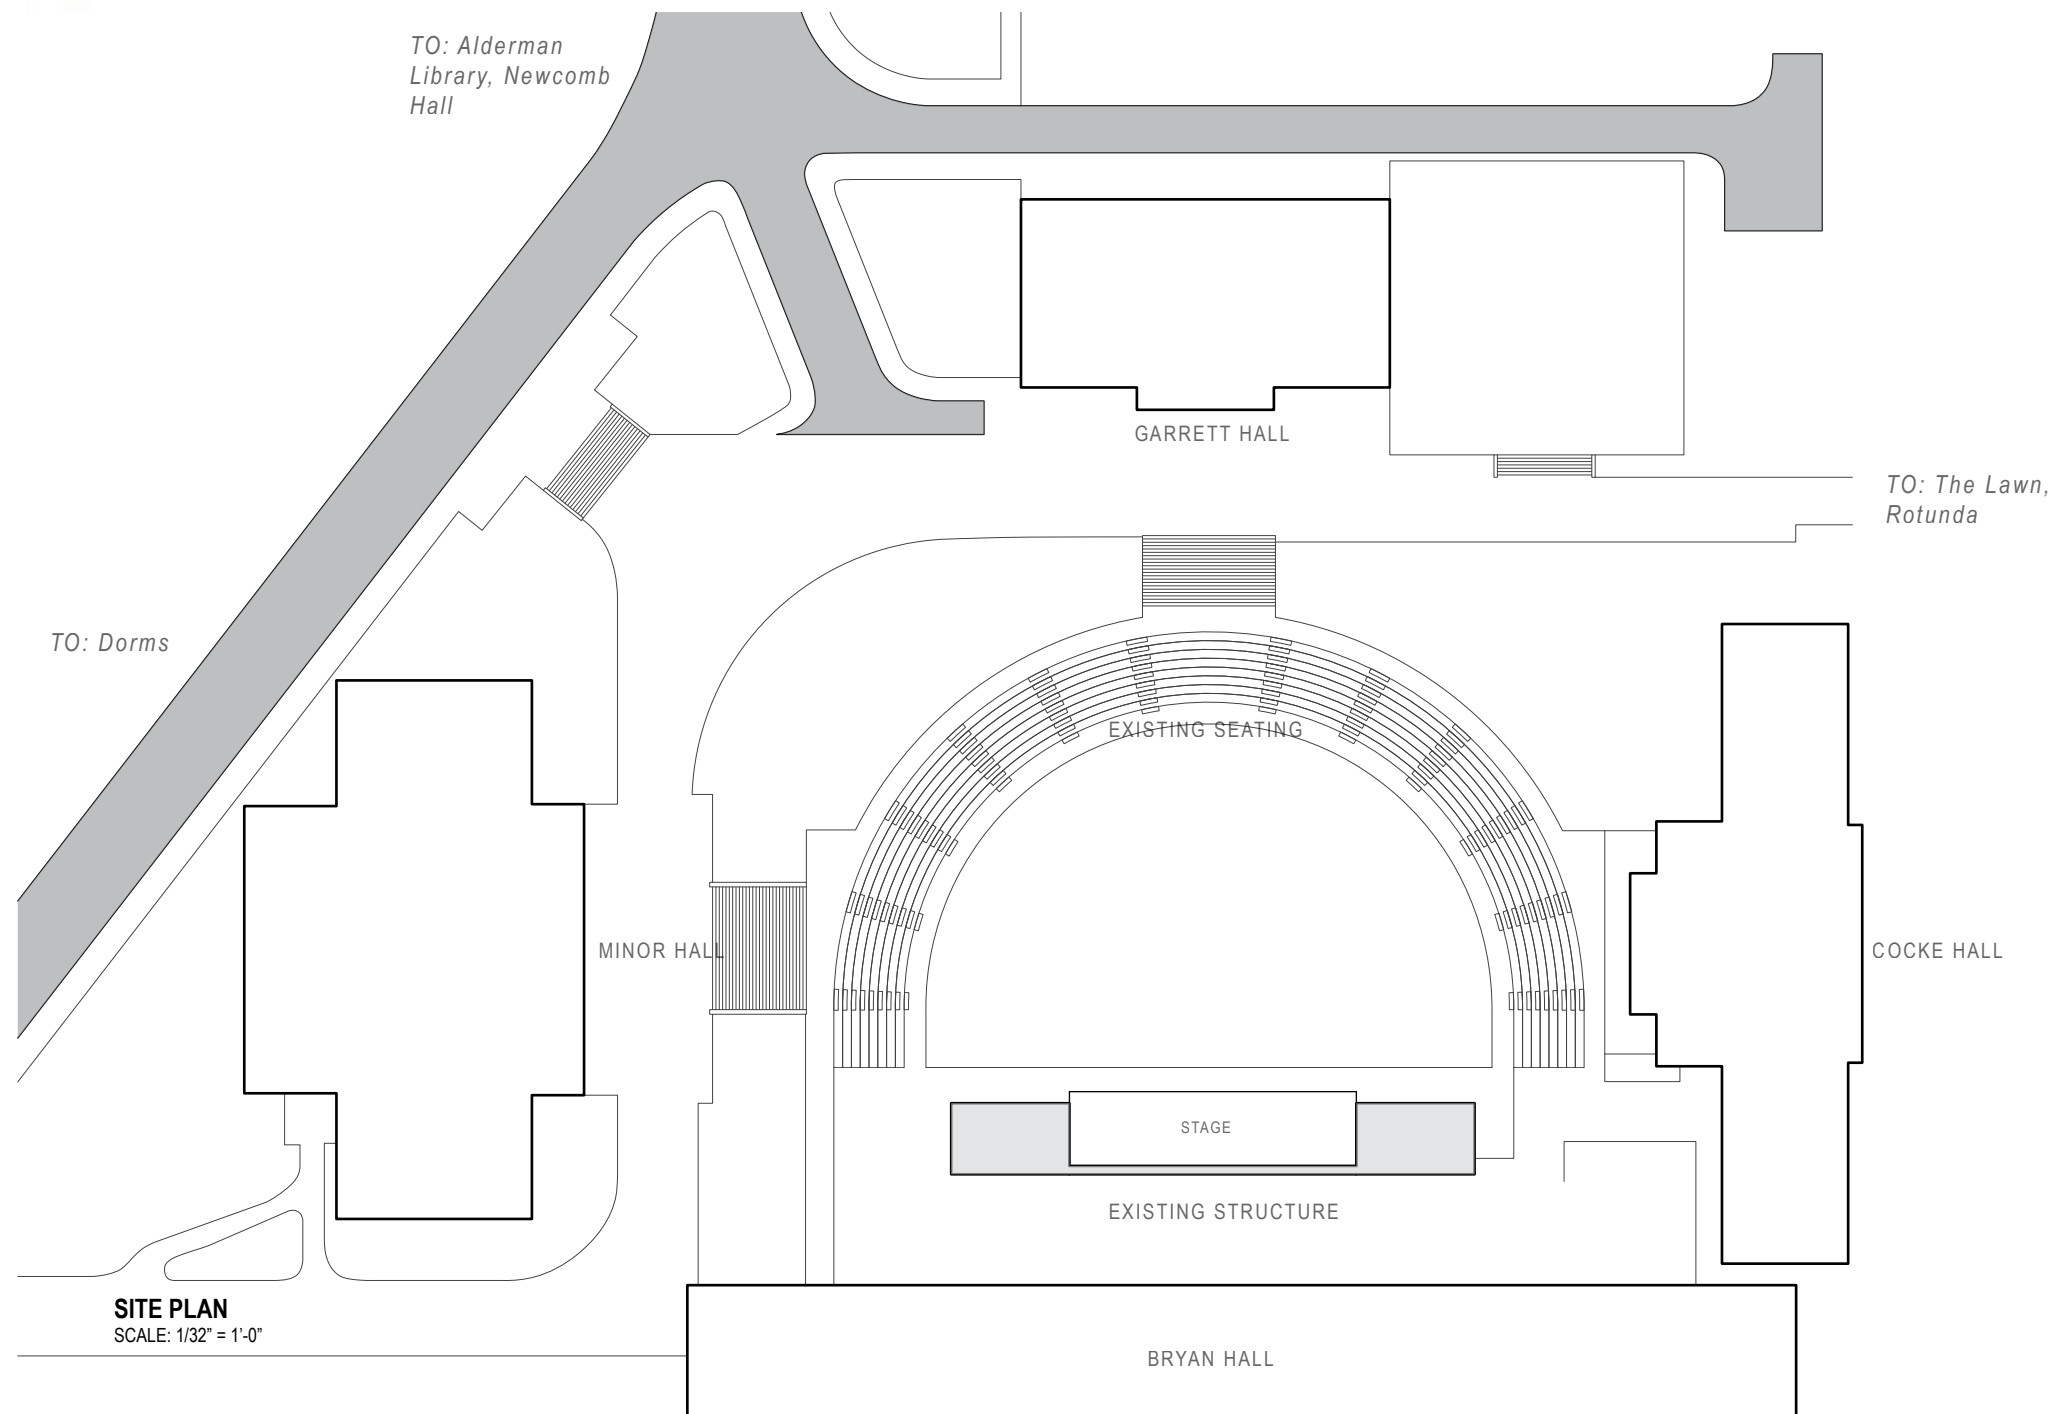 TO: Alderman
Library, Newcomb
Hall
GARRETT HALL
TO: The Lawn,
Rotunda
TO: Dorms
EXISTING SEATING
MINOR HALL
COCKE HALL
STAGE
EXISTING STRUCTURE
SITE PLAN
SCALE: 1/32” = 1’-0”
BRYAN HALL